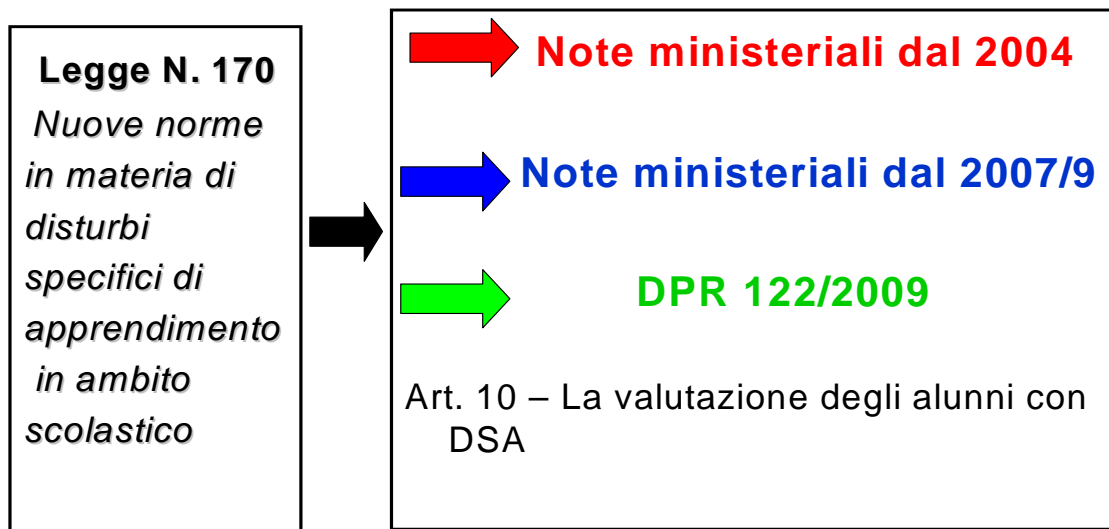 Legge N. 170
Nuove norme
in materia di
disturbi
specifici di
apprendimento
in ambito
scolastico
Note ministeriali dal 2004
Note ministeriali dal 2007/9
DPR 122/2009
Art. 10 – La valutazione degli alunni con
DSA